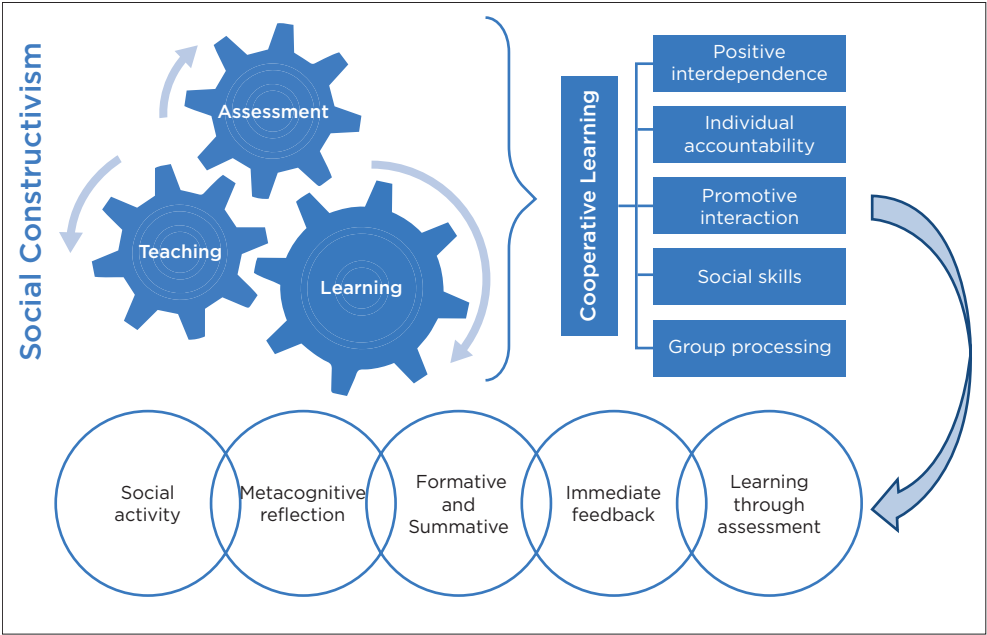 Social Constructivism
Assessment
Teaching
Learning
Cooperative Learning
Positive
interdependence
Individual
accountability
Promotive
interaction
Social skills
Group processing
Social
activity
Metacognitive
reflection
Formative
and
Summative
Immediate
feedback
Learning
through
assessment